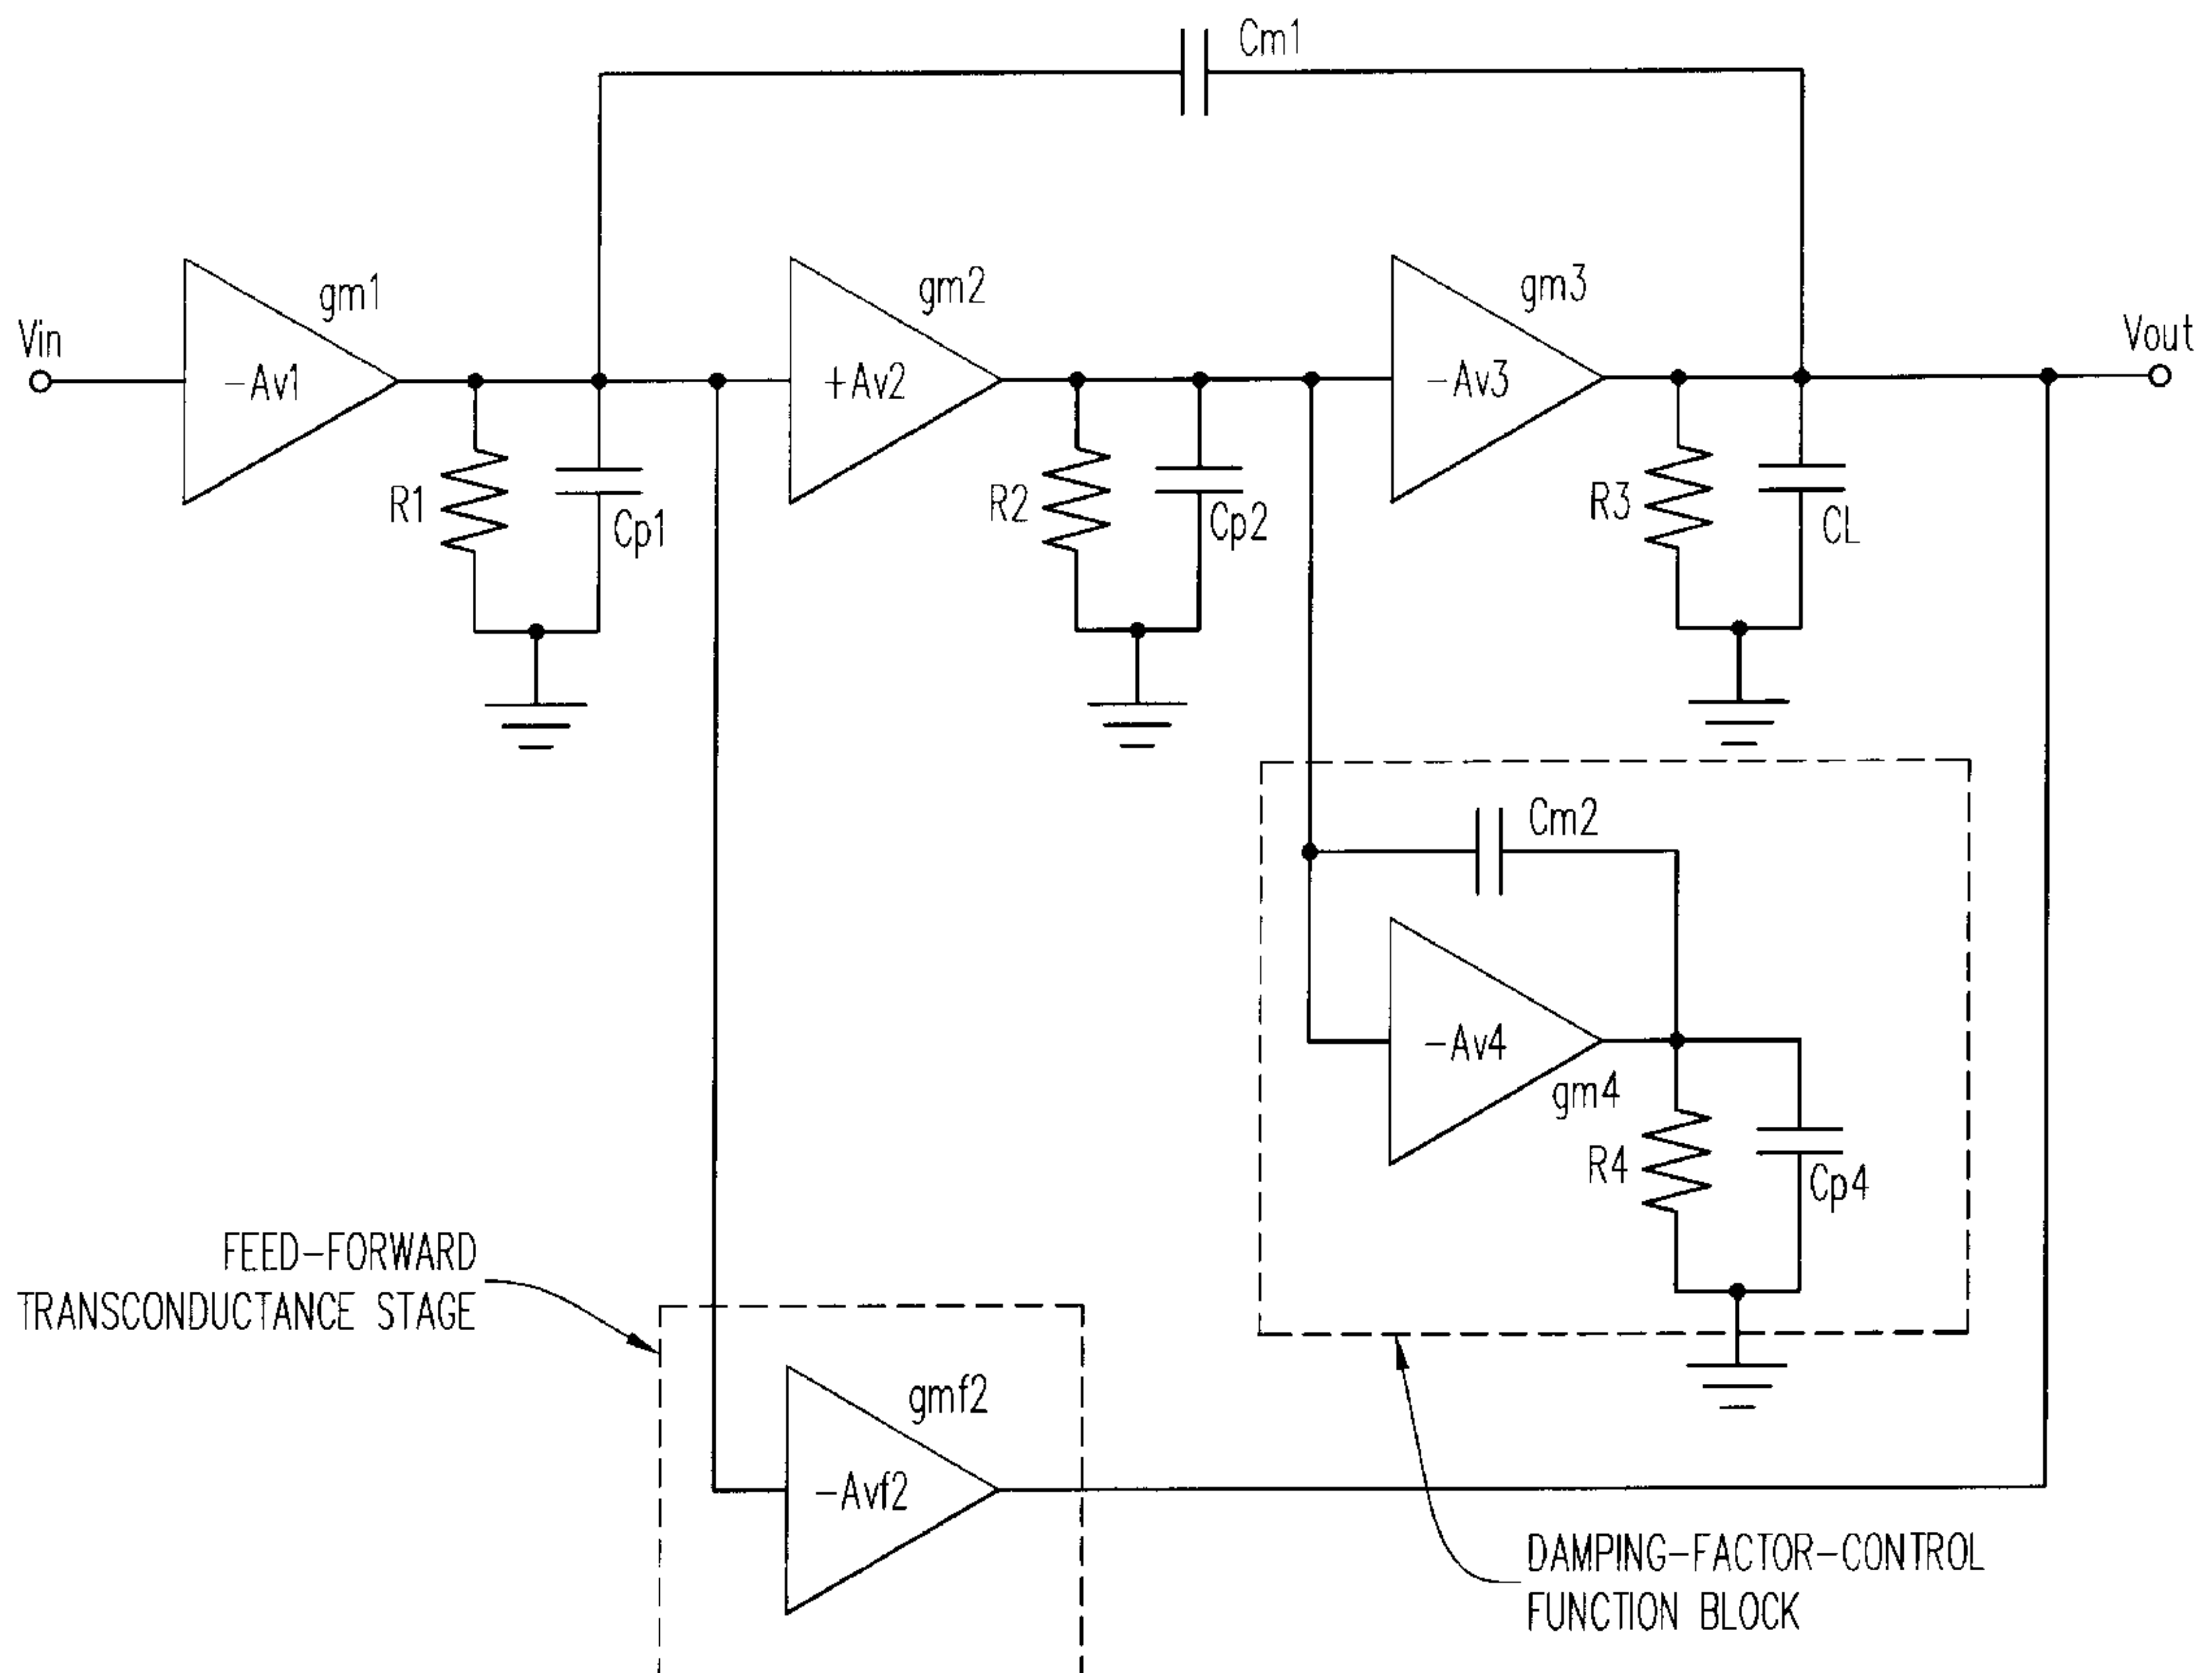 Cm1
gm1
gm2
gm3
Vin
Vout
-Av1
+Av2
-Av3
R1
Cp1
R2
Cp2
R3
CL
Cm2
-Av4
gm4
R4
Cp4
FEED-FORWARD
TRANSCONDUCTANCE STAGE
gmf2
-Avf2
DAMPING-FACTOR-CONTROL
FUNCTION BLOCK